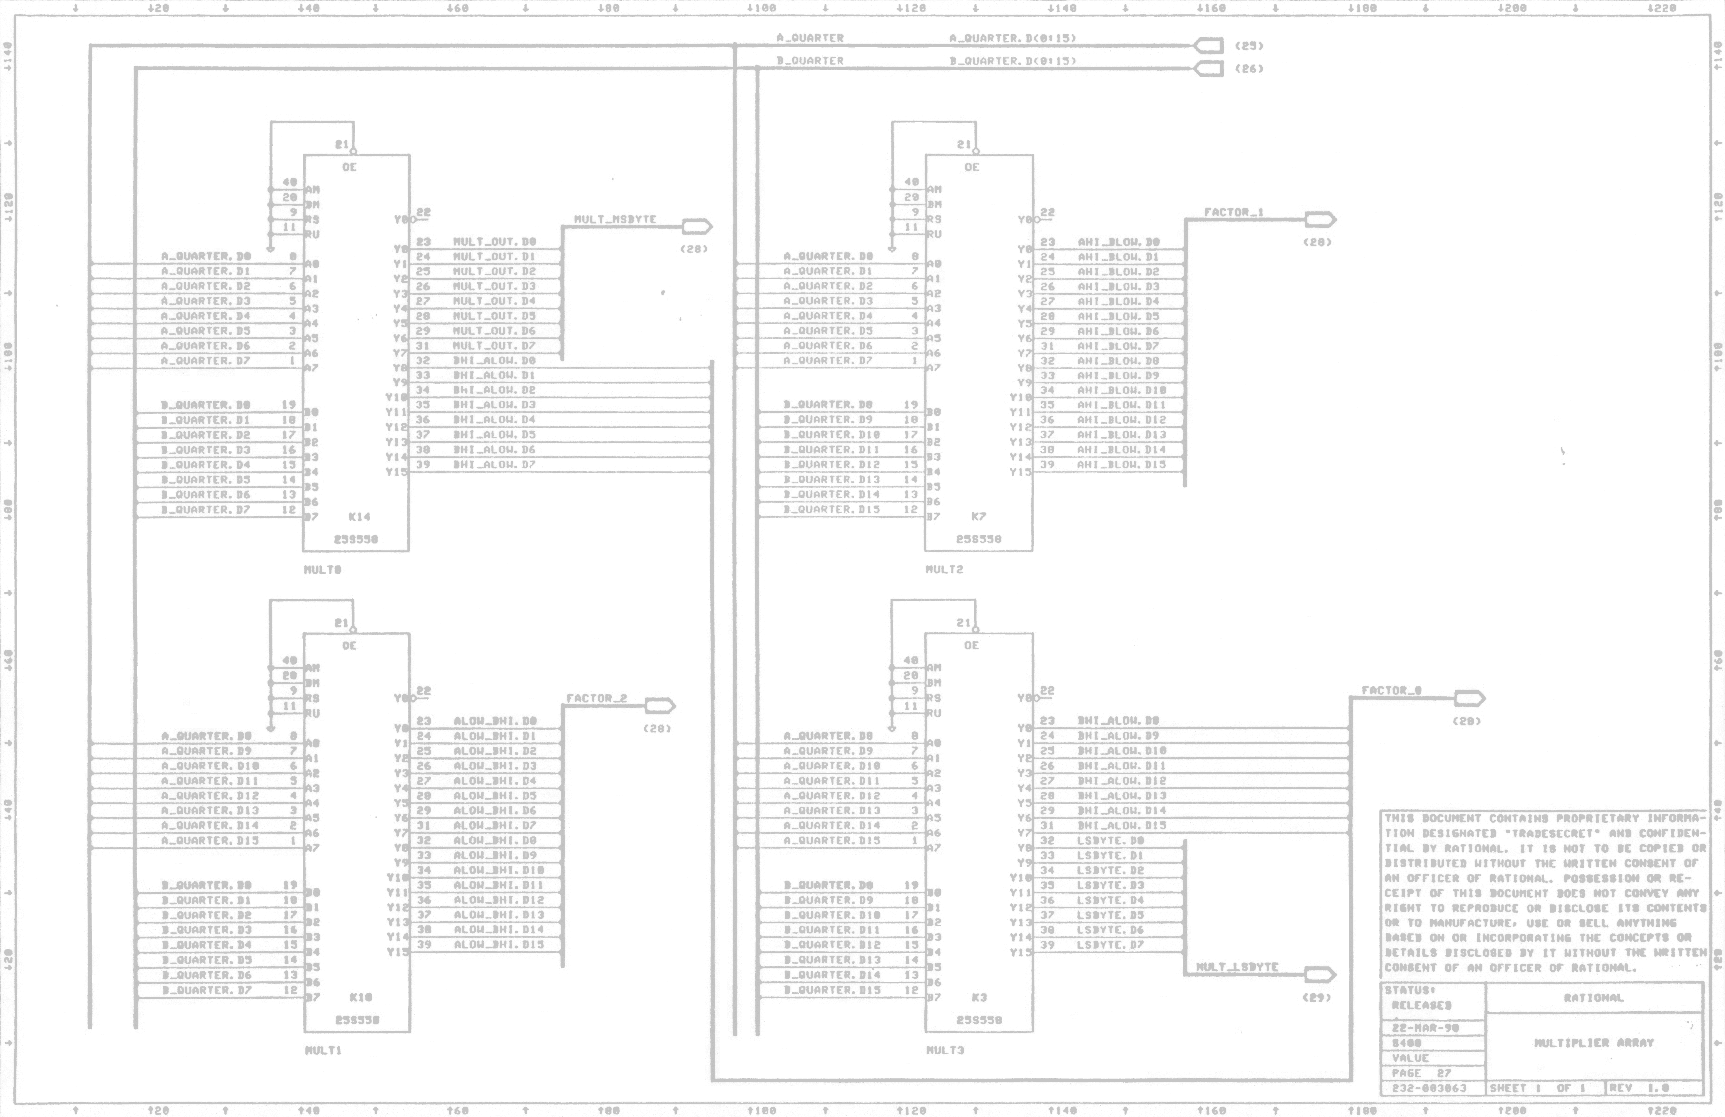 ↑20 ↑40 ↑60 ↑80 ↑100 ↑120 ↑140 ↑160 ↑180 ↑200 ↑220
A_QUARTER A_QUARTER.D(0:15) (25)
B_QUARTER B_QUARTER.D(0:15) (26)
21
OE
40 AM
20 BM
9 RS
11 RU
22 Y0
MULT_MSBYTE
(28)
23 Y0 MULT_OUT.D0
24 Y1 MULT_OUT.D1
25 Y2 MULT_OUT.D2
26 Y3 MULT_OUT.D3
27 Y4 MULT_OUT.D4
28 Y5 MULT_OUT.D5
29 Y6 MULT_OUT.D6
31 Y7 MULT_OUT.D7
32 Y8 BHI_ALOW.D0
33 Y9 BHI_ALOW.D1
34 Y10 BHI_ALOW.D2
35 Y11 BHI_ALOW.D3
36 Y12 BHI_ALOW.D4
37 Y13 BHI_ALOW.D5
38 Y14 BHI_ALOW.D6
39 Y15 BHI_ALOW.D7
A_QUARTER.D0 8 A0
A_QUARTER.D1 7 A1
A_QUARTER.D2 6 A2
A_QUARTER.D3 5 A3
A_QUARTER.D4 4 A4
A_QUARTER.D5 3 A5
A_QUARTER.D6 2 A6
A_QUARTER.D7 1 A7
B_QUARTER.D0 19 B0
B_QUARTER.D1 18 B1
B_QUARTER.D2 17 B2
B_QUARTER.D3 16 B3
B_QUARTER.D4 15 B4
B_QUARTER.D5 14 B5
B_QUARTER.D6 13 B6
B_QUARTER.D7 12 B7
K14
25S558
MULT0
21
OE
40 AM
20 BM
9 RS
11 RU
22 Y0
FACTOR_1
(28)
23 Y0 AHI_BLOW.D0
24 Y1 AHI_BLOW.D1
25 Y2 AHI_BLOW.D2
26 Y3 AHI_BLOW.D3
27 Y4 AHI_BLOW.D4
28 Y5 AHI_BLOW.D5
29 Y6 AHI_BLOW.D6
31 Y7 AHI_BLOW.D7
32 Y8 AHI_BLOW.D8
33 Y9 AHI_BLOW.D9
34 Y10 AHI_BLOW.D10
35 Y11 AHI_BLOW.D11
36 Y12 AHI_BLOW.D12
37 Y13 AHI_BLOW.D13
38 Y14 AHI_BLOW.D14
39 Y15 AHI_BLOW.D15
A_QUARTER.D0 8 A0
A_QUARTER.D1 7 A1
A_QUARTER.D2 6 A2
A_QUARTER.D3 5 A3
A_QUARTER.D4 4 A4
A_QUARTER.D5 3 A5
A_QUARTER.D6 2 A6
A_QUARTER.D7 1 A7
B_QUARTER.D8 19 B0
B_QUARTER.D9 18 B1
B_QUARTER.D10 17 B2
B_QUARTER.D11 16 B3
B_QUARTER.D12 15 B4
B_QUARTER.D13 14 B5
B_QUARTER.D14 13 B6
B_QUARTER.D15 12 B7
K7
25S558
MULT2
21
OE
40 AM
20 BM
9 RS
11 RU
22 Y0
FACTOR_2
(28)
23 Y0 ALOW_BHI.D0
24 Y1 ALOW_BHI.D1
25 Y2 ALOW_BHI.D2
26 Y3 ALOW_BHI.D3
27 Y4 ALOW_BHI.D4
28 Y5 ALOW_BHI.D5
29 Y6 ALOW_BHI.D6
31 Y7 ALOW_BHI.D7
32 Y8 ALOW_BHI.D8
33 Y9 ALOW_BHI.D9
34 Y10 ALOW_BHI.D10
35 Y11 ALOW_BHI.D11
36 Y12 ALOW_BHI.D12
37 Y13 ALOW_BHI.D13
38 Y14 ALOW_BHI.D14
39 Y15 ALOW_BHI.D15
A_QUARTER.D8 8 A0
A_QUARTER.D9 7 A1
A_QUARTER.D10 6 A2
A_QUARTER.D11 5 A3
A_QUARTER.D12 4 A4
A_QUARTER.D13 3 A5
A_QUARTER.D14 2 A6
A_QUARTER.D15 1 A7
B_QUARTER.D0 19 B0
B_QUARTER.D1 18 B1
B_QUARTER.D2 17 B2
B_QUARTER.D3 16 B3
B_QUARTER.D4 15 B4
B_QUARTER.D5 14 B5
B_QUARTER.D6 13 B6
B_QUARTER.D7 12 B7
K10
25S558
MULT1
21
OE
40 AM
20 BM
9 RS
11 RU
22 Y0
FACTOR_0
(28)
23 Y0 BHI_ALOW.D8
24 Y1 BHI_ALOW.D9
25 Y2 BHI_ALOW.D10
26 Y3 BHI_ALOW.D11
27 Y4 BHI_ALOW.D12
28 Y5 BHI_ALOW.D13
29 Y6 BHI_ALOW.D14
31 Y7 BHI_ALOW.D15
32 Y8 LSBYTE.D0
33 Y9 LSBYTE.D1
34 Y10 LSBYTE.D2
35 Y11 LSBYTE.D3
36 Y12 LSBYTE.D4
37 Y13 LSBYTE.D5
38 Y14 LSBYTE.D6
39 Y15 LSBYTE.D7
MULT_LSBYTE
(29)
A_QUARTER.D8 8 A0
A_QUARTER.D9 7 A1
A_QUARTER.D10 6 A2
A_QUARTER.D11 5 A3
A_QUARTER.D12 4 A4
A_QUARTER.D13 3 A5
A_QUARTER.D14 2 A6
A_QUARTER.D15 1 A7
B_QUARTER.D8 19 B0
B_QUARTER.D9 18 B1
B_QUARTER.D10 17 B2
B_QUARTER.D11 16 B3
B_QUARTER.D12 15 B4
B_QUARTER.D13 14 B5
B_QUARTER.D14 13 B6
B_QUARTER.D15 12 B7
K3
25S558
MULT3
THIS DOCUMENT CONTAINS PROPRIETARY INFORMA-
TION DESIGNATED "TRADESECRET" AND CONFIDEN-
TIAL BY RATIONAL. IT IS NOT TO BE COPIED OR
DISTRIBUTED WITHOUT THE WRITTEN CONSENT OF
AN OFFICER OF RATIONAL. POSSESSION OR RE-
CEIPT OF THIS DOCUMENT DOES NOT CONVEY ANY
RIGHT TO REPRODUCE OR DISCLOSE ITS CONTENTS
OR TO MANUFACTURE, USE OR SELL ANYTHING
BASED ON OR INCORPORATING THE CONCEPTS OR
DETAILS DISCLOSED BY IT WITHOUT THE WRITTEN
CONSENT OF AN OFFICER OF RATIONAL.
STATUS:
RELEASED
22-MAR-90
S400
VALUE
PAGE 27
232-003063
RATIONAL
MULTIPLIER ARRAY
SHEET 1 OF 1
REV 1.0
↑20 ↑40 ↑60 ↑80 ↑100 ↑120 ↑140 ↑160 ↑180 ↑200 ↑220